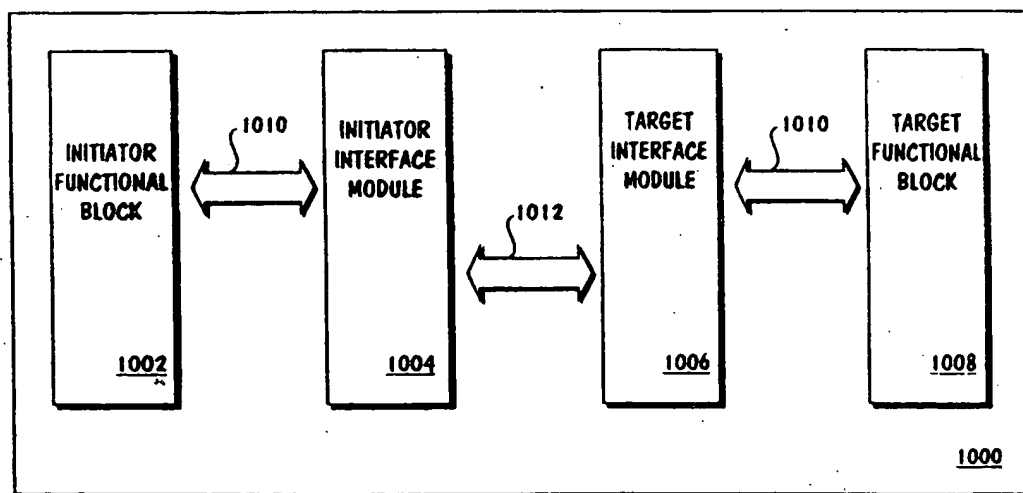 INITIATOR
FUNCTIONAL
BLOCK
1002
1010
INITIATOR
INTERFACE
MODULE
1004
1012
TARGET
INTERFACE
MODULE
1006
1010
TARGET
FUNCTIONAL
BLOCK
1008
1000